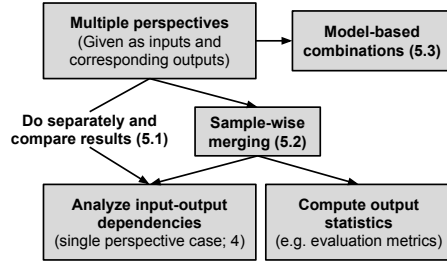 Multiple perspectives
(Given as inputs and
corresponding outputs)
Model-based
combinations (5.3)
Do separately and
compare results (5.1)
Sample-wise
merging (5.2)
Analyze input-output
dependencies
(single perspective case; 4)
Compute output
statistics
(e.g. evaluation metrics)